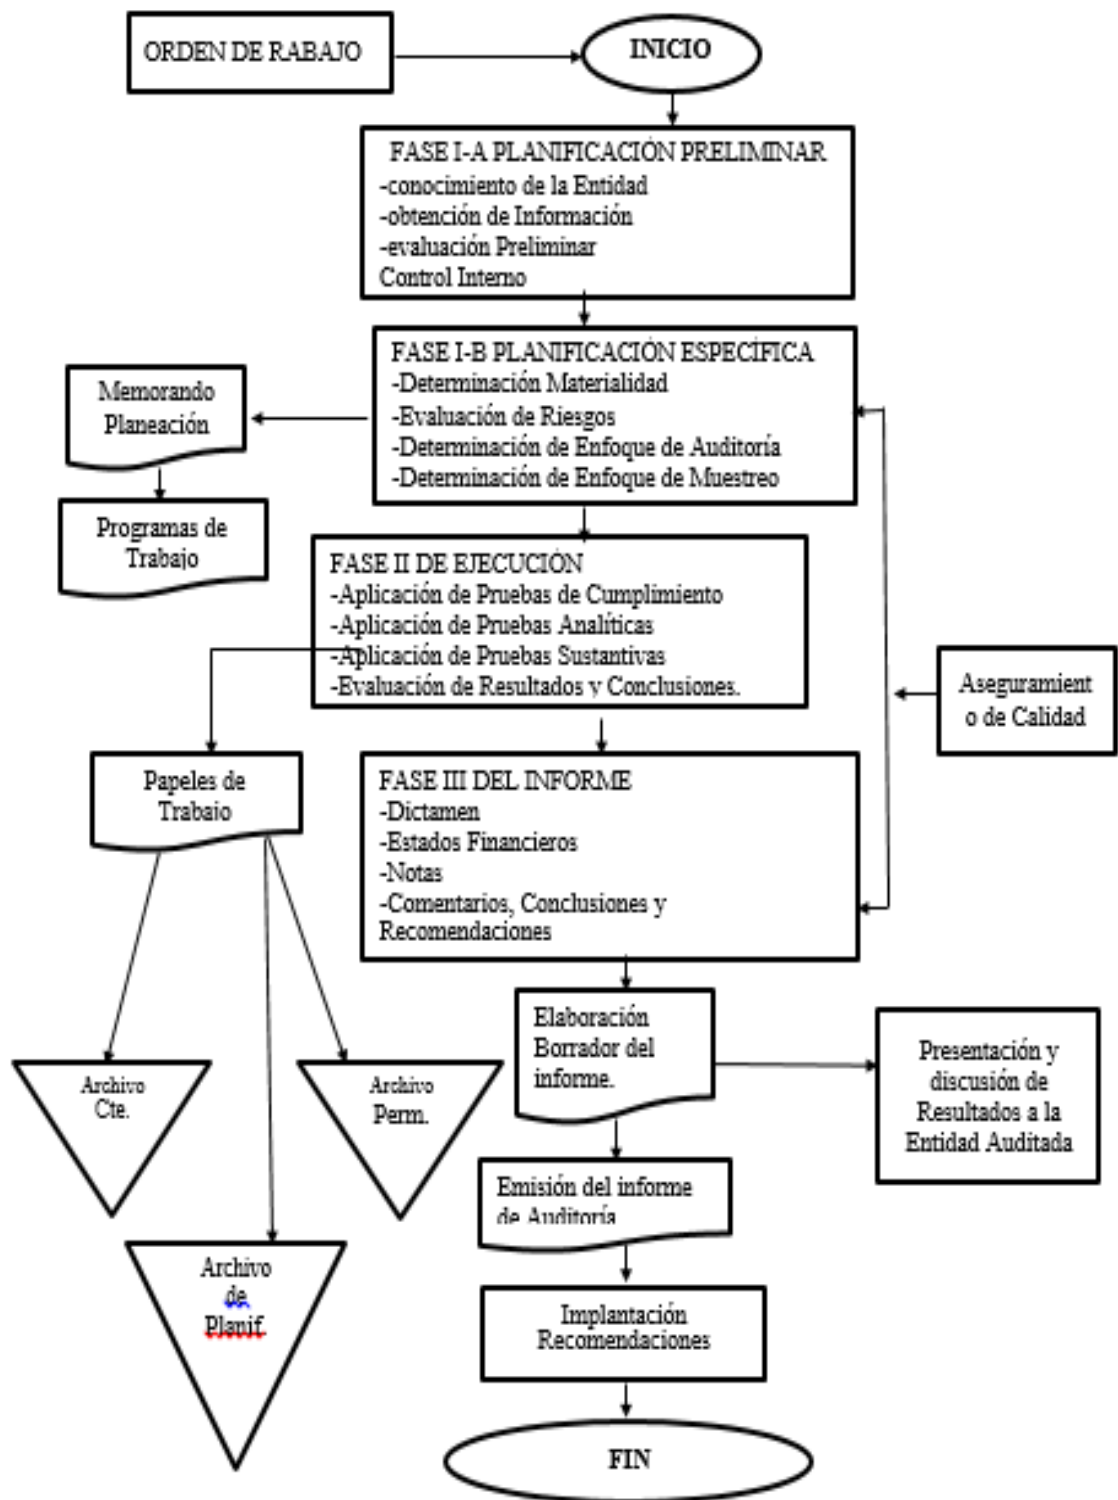 ORDEN DE RABAJO
INICIO
FASE I-A PLANIFICACIÓN PRELIMINAR
-conocimiento de la Entidad
-obtención de Información
-evaluación Preliminar
Control Interno
FASE I-B PLANIFICACIÓN ESPECÍFICA
-Determinación Materialidad
-Evaluación de Riesgos
-Determinación de Enfoque de Auditoría
-Determinación de Enfoque de Muestreo
Memorando
Planeación
Programas de
Trabajo
FASE II DE EJECUCIÓN
-Aplicación de Pruebas de Cumplimiento
-Aplicación de Pruebas Analíticas
-Aplicación de Pruebas Sustantivas
-Evaluación de Resultados y Conclusiones.
Aseguramient
o de Calidad
Papeles de
Trabajo
FASE III DEL INFORME
-Dictamen
-Estados Financieros
-Notas
-Comentarios, Conclusiones y
Recomendaciones
Elaboración
Borrador del
informe.
Presentación y
discusión de
Resultados a la
Entidad Auditada
Archivo
Cte.
Archivo
Perm.
Emisión del informe
de Auditoría
Archivo
de
Planif.
Implantación
Recomendaciones
FIN